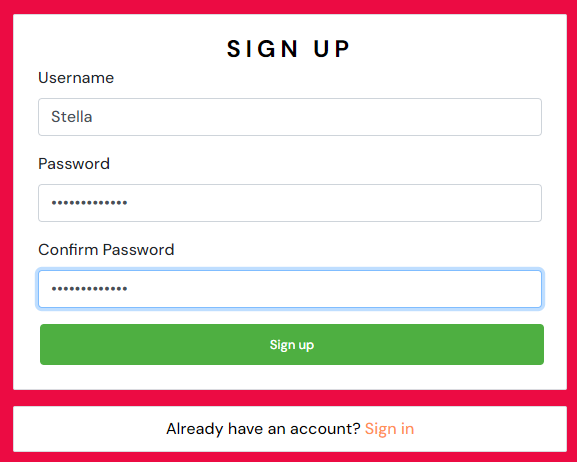 SIGN UP
Username
Stella
Password
•••••••••••••
Confirm Password
•••••••••••••
Sign up
Already have an account? Sign in